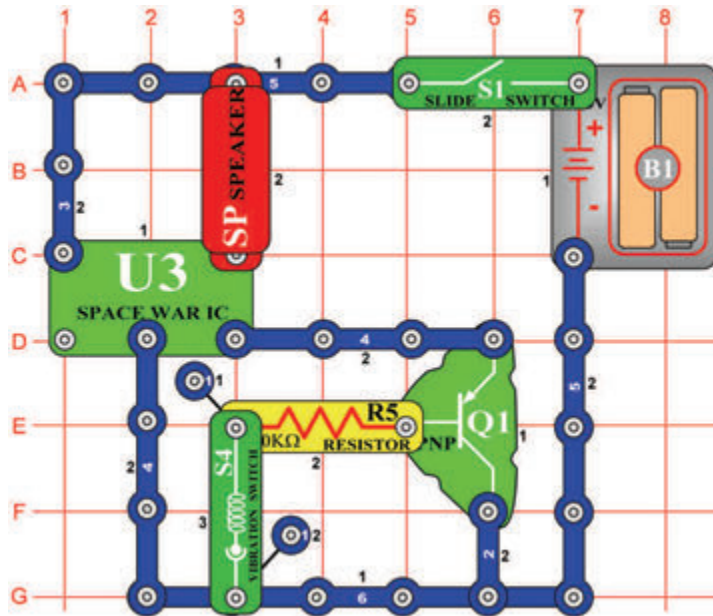 1 2 3 4 5 6 7 8
A
1
5
S1
SLIDE SWITCH
2
V
+
B
SP SPEAKER
2
3
2
1
B1
-
C
1
U3
SPACE WAR IC
D
4
2
1 1
5
2
E
R5
0KΩ
RESISTOR
2
PNP
Q1
1
2
4
S4
VIBRATION SWITCH
3
F
1 2
2
2
G
1
6